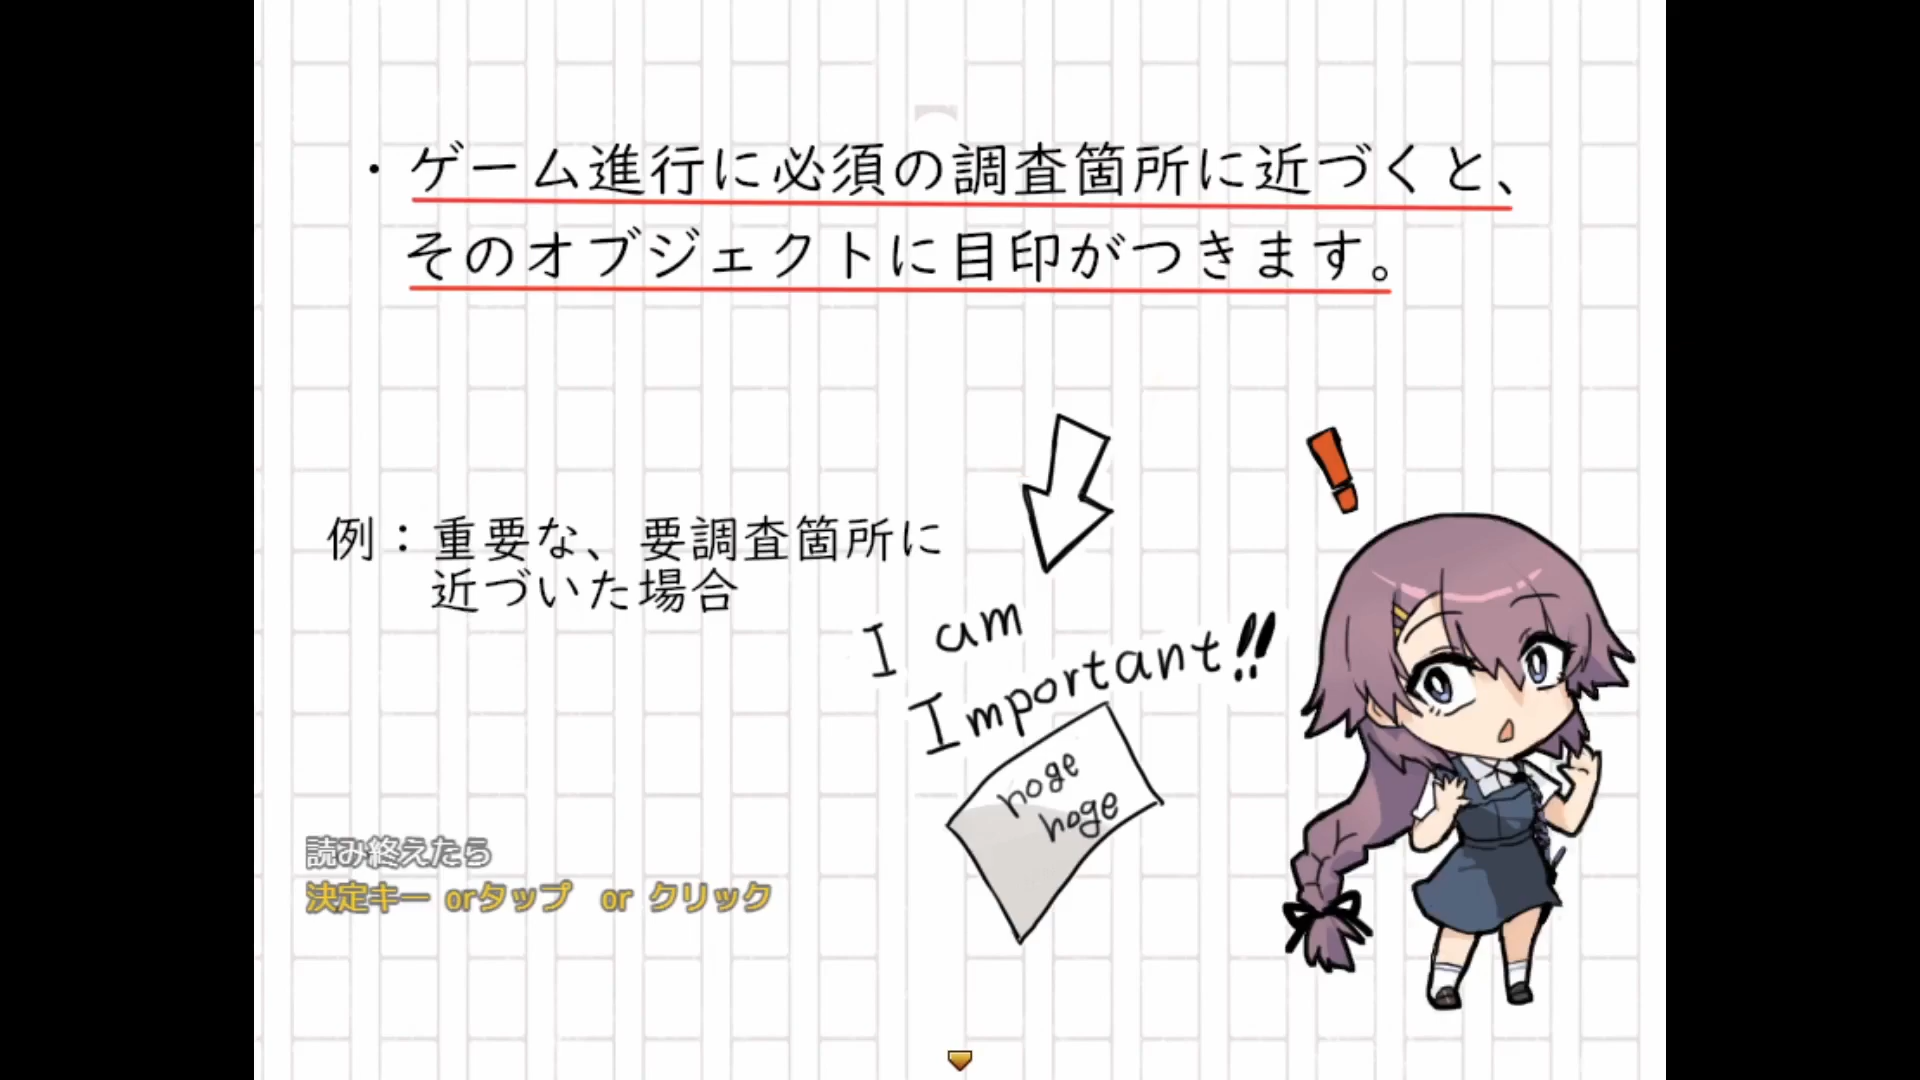 ・ゲーム進行に必須の調査箇所に近づくと、
そのオブジェクトに目印がつきます。
例：重要な、要調査箇所に
近づいた場合
I am
Important!!
hoge
hoge
読み終えたら
決定キー orタップ or クリック